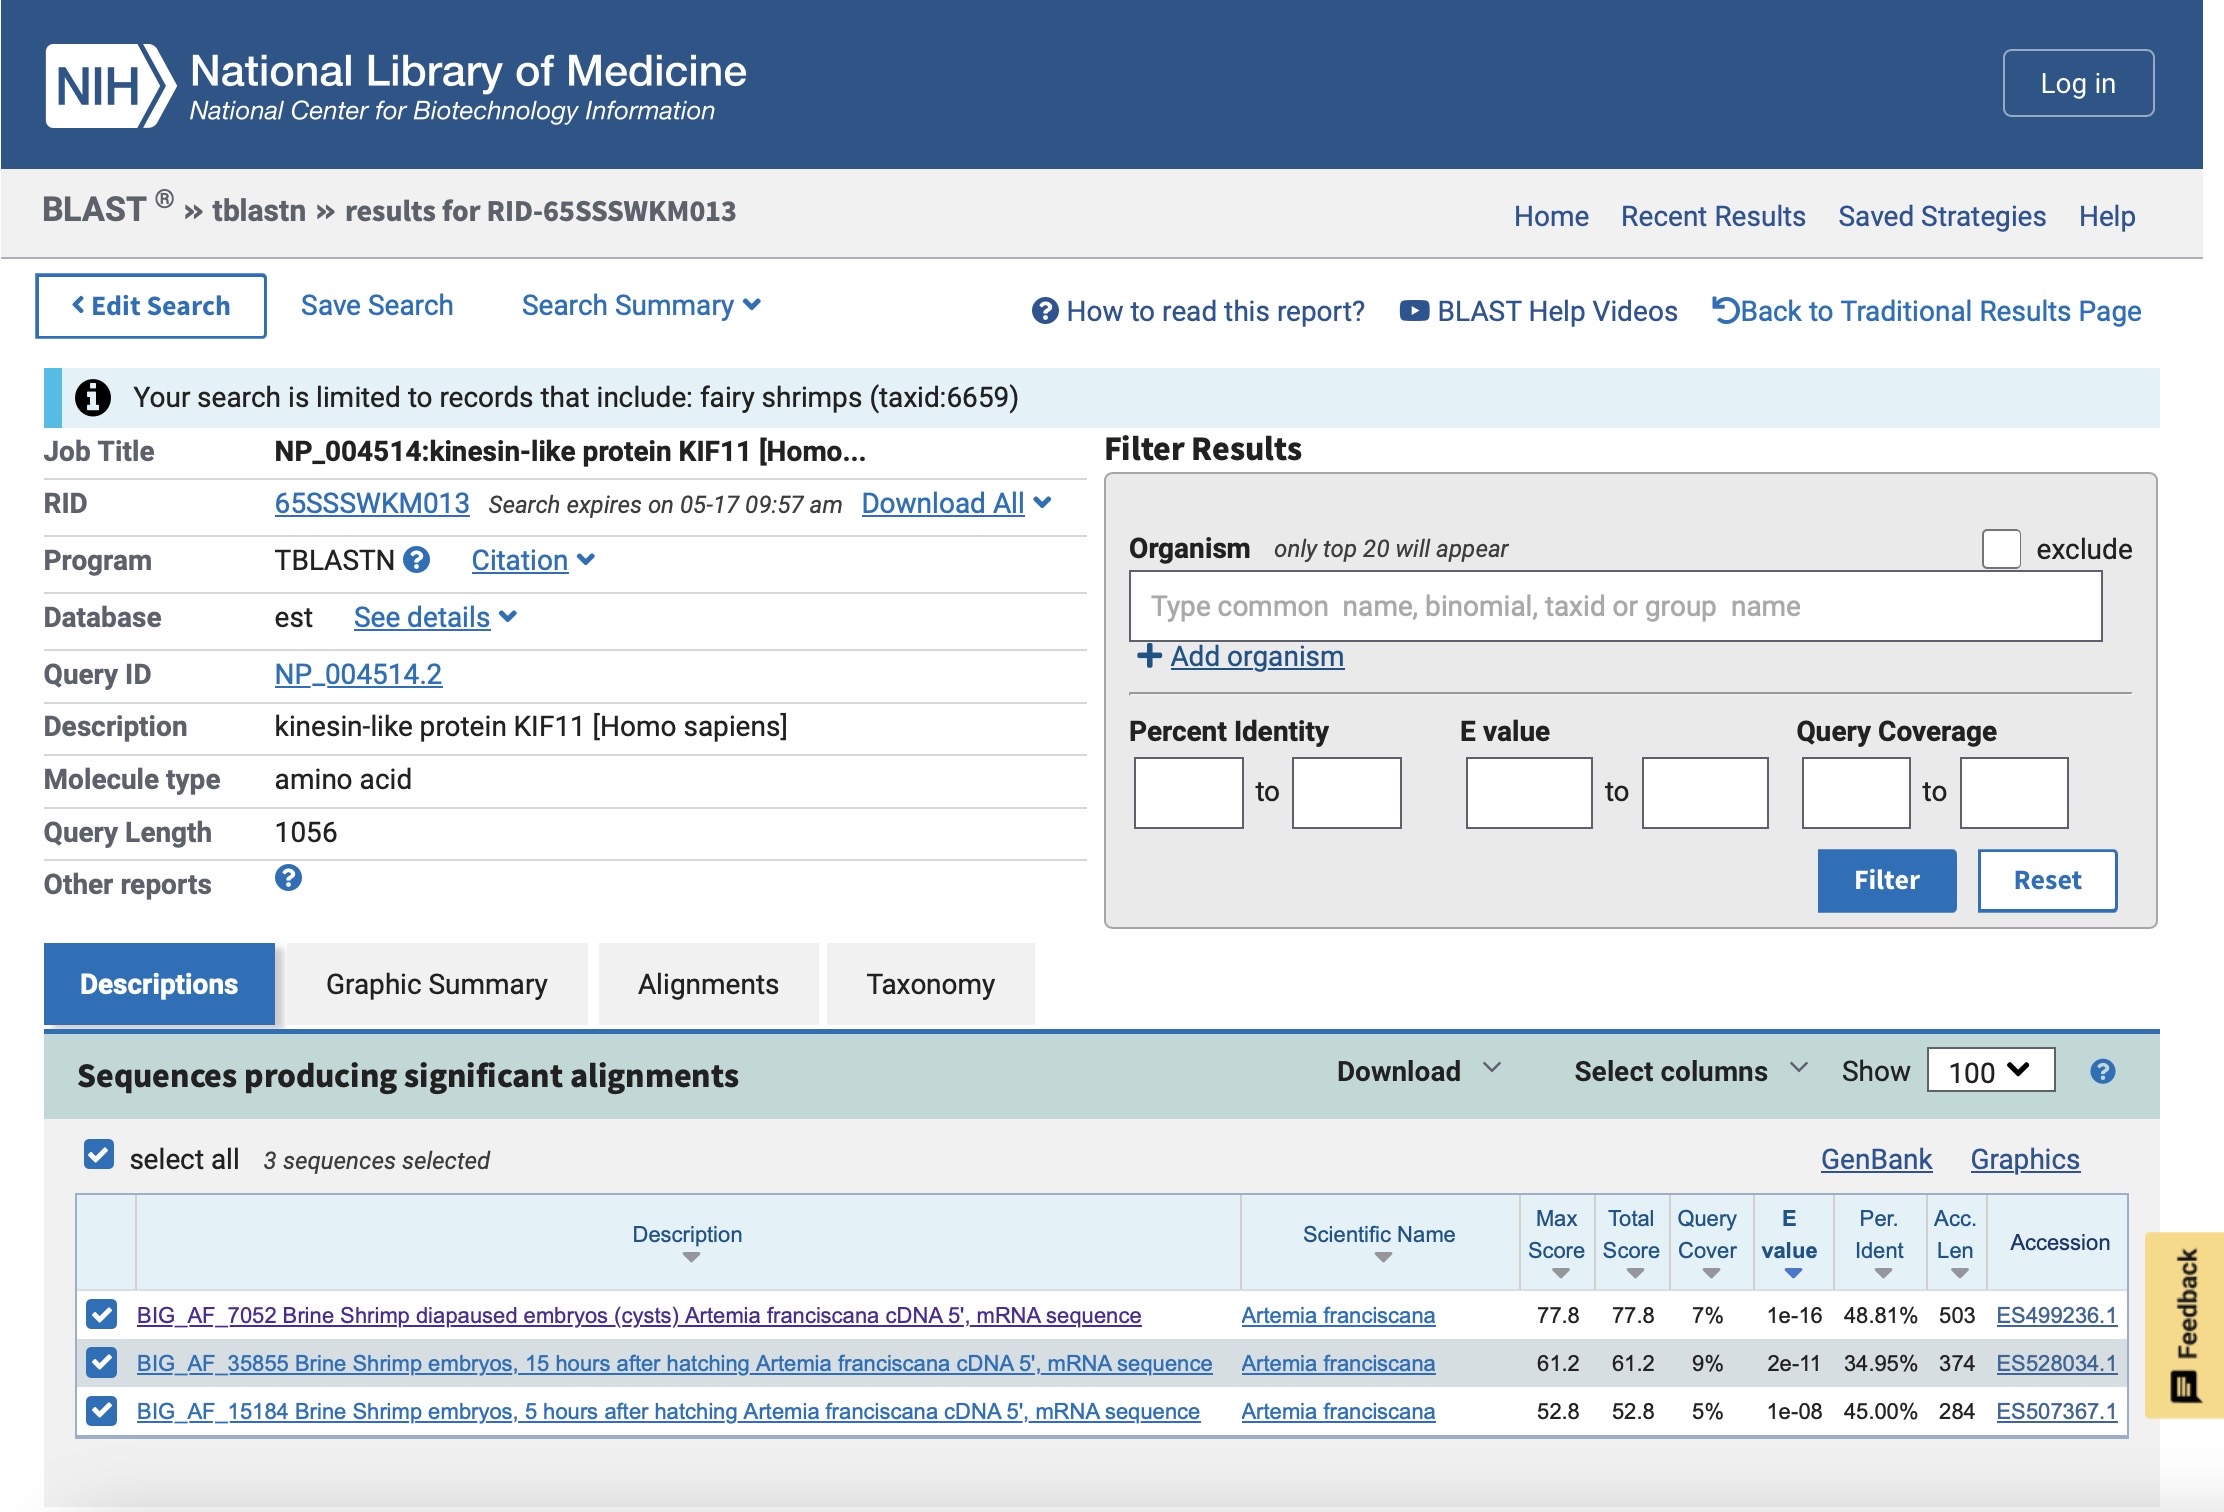 NIH National Library of Medicine
National Center for Biotechnology Information
Log in
BLAST ® » tblastn » results for RID-65SSSWKM013
Home Recent Results Saved Strategies Help
Edit Search Save Search Search Summary
How to read this report? BLAST Help Videos Back to Traditional Results Page
Your search is limited to records that include: fairy shrimps (taxid:6659)
Job Title NP_004514:kinesin-like protein KIF11 [Homo...
RID 65SSSWKM013 Search expires on 05-17 09:57 am Download All
Program TBLASTN Citation
Database est See details
Query ID NP_004514.2
Description kinesin-like protein KIF11 [Homo sapiens]
Molecule type amino acid
Query Length 1056
Other reports
Filter Results
Organism only top 20 will appear exclude
Type common name, binomial, taxid or group name
Add organism
Percent Identity E value Query Coverage
to to to
Filter Reset
Descriptions Graphic Summary Alignments Taxonomy
Sequences producing significant alignments Download Select columns Show 100
select all 3 sequences selected GenBank Graphics
Description Scientific Name Max Score Total Score Query Cover E value Per. Ident Acc. Len Accession
BIG_AF_7052 Brine Shrimp diapaused embryos (cysts) Artemia franciscana cDNA 5', mRNA sequence Artemia franciscana 77.8 77.8 7% 1e-16 48.81% 503 ES499236.1
BIG_AF_35855 Brine Shrimp embryos, 15 hours after hatching Artemia franciscana cDNA 5', mRNA sequence Artemia franciscana 61.2 61.2 9% 2e-11 34.95% 374 ES528034.1
BIG_AF_15184 Brine Shrimp embryos, 5 hours after hatching Artemia franciscana cDNA 5', mRNA sequence Artemia franciscana 52.8 52.8 5% 1e-08 45.00% 284 ES507367.1
Feedback